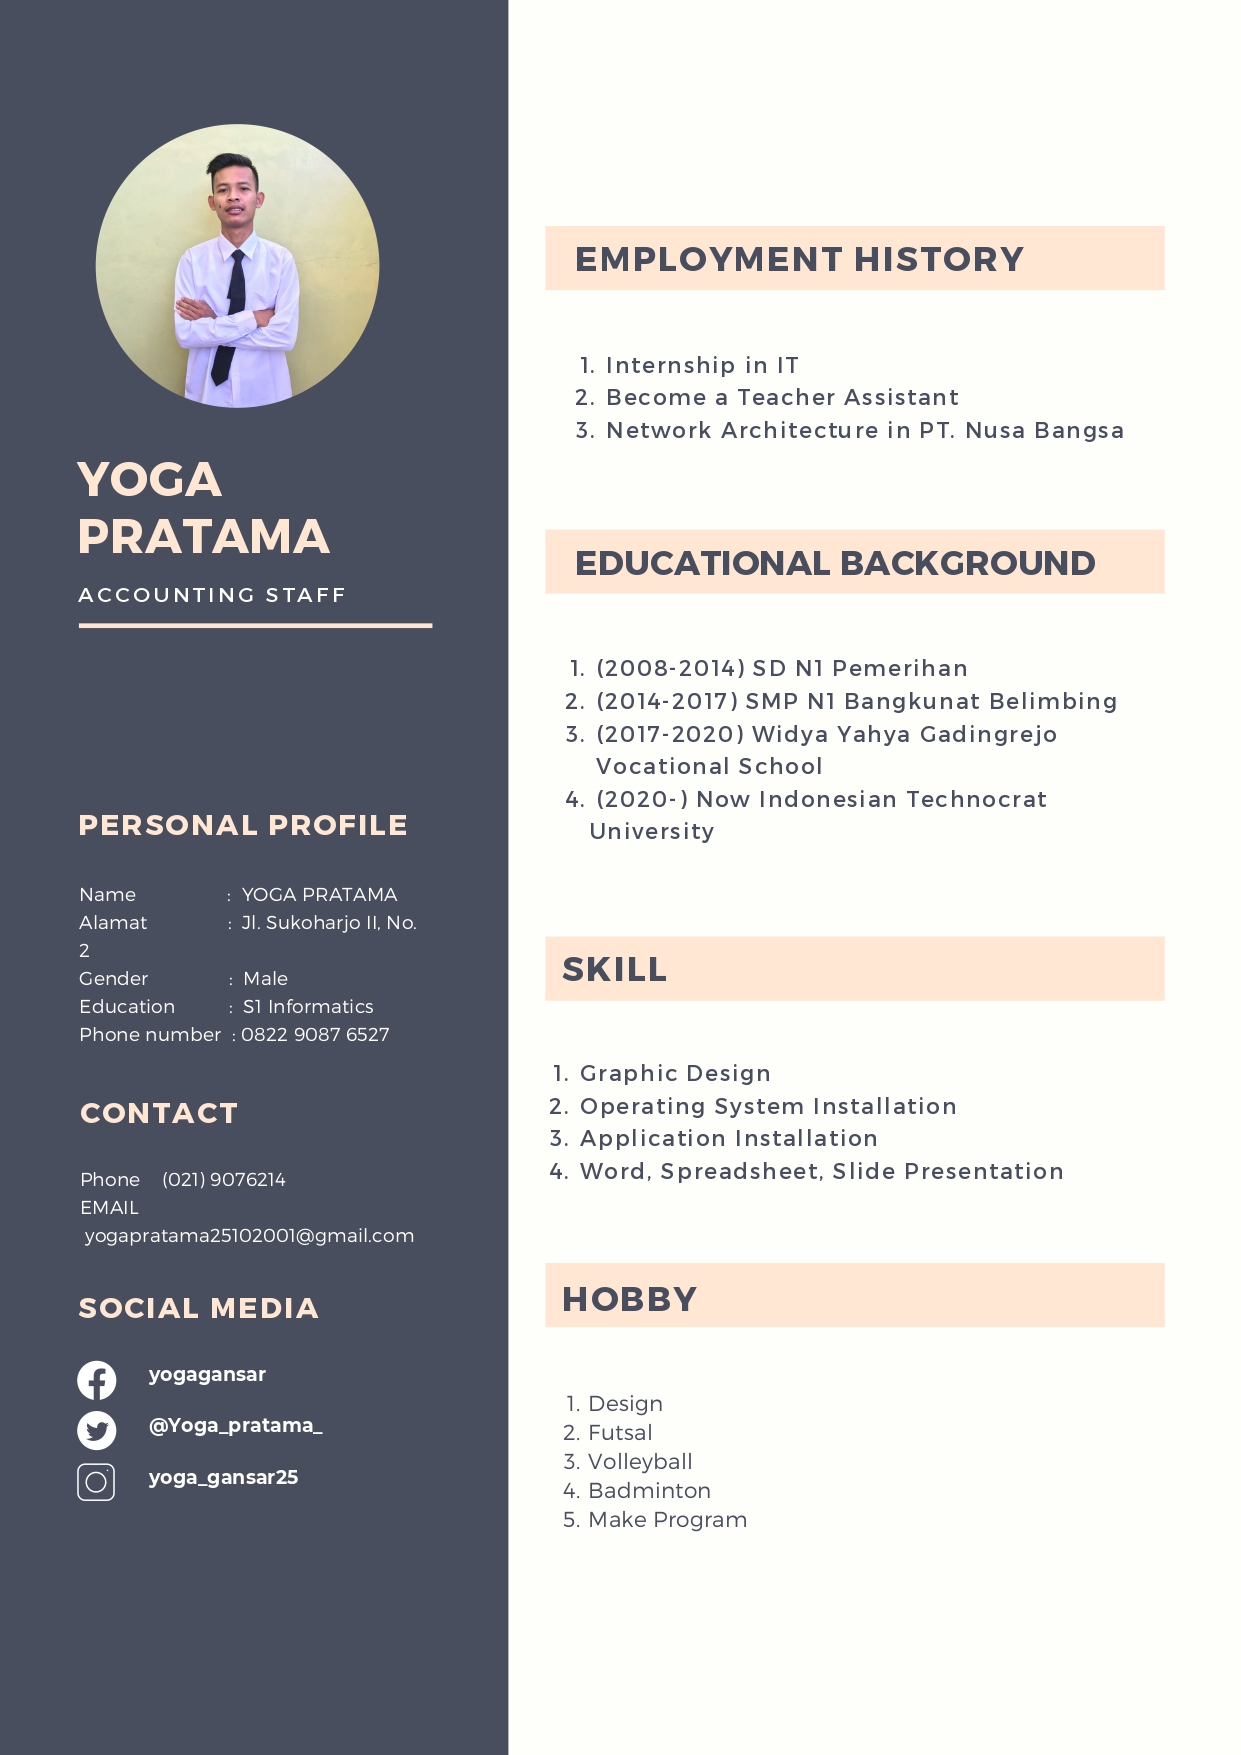 YOGA
PRATAMA
ACCOUNTING STAFF
PERSONAL PROFILE
Name : YOGA PRATAMA
Alamat : Jl. Sukoharjo II, No.
2
Gender : Male
Education : S1 Informatics
Phone number : 0822 9087 6527
CONTACT
Phone (021) 9076214
EMAIL
yogapratama25102001@gmail.com
SOCIAL MEDIA
yogagansar
@Yoga_pratama_
yoga_gansar25
EMPLOYMENT HISTORY
1. Internship in IT
2. Become a Teacher Assistant
3. Network Architecture in PT. Nusa Bangsa
EDUCATIONAL BACKGROUND
1. (2008-2014) SD N1 Pemerihan
2. (2014-2017) SMP N1 Bangkunat Belimbing
3. (2017-2020) Widya Yahya Gadingrejo
Vocational School
4. (2020-) Now Indonesian Technocrat
University
SKILL
1. Graphic Design
2. Operating System Installation
3. Application Installation
4. Word, Spreadsheet, Slide Presentation
HOBBY
1. Design
2. Futsal
3. Volleyball
4. Badminton
5. Make Program